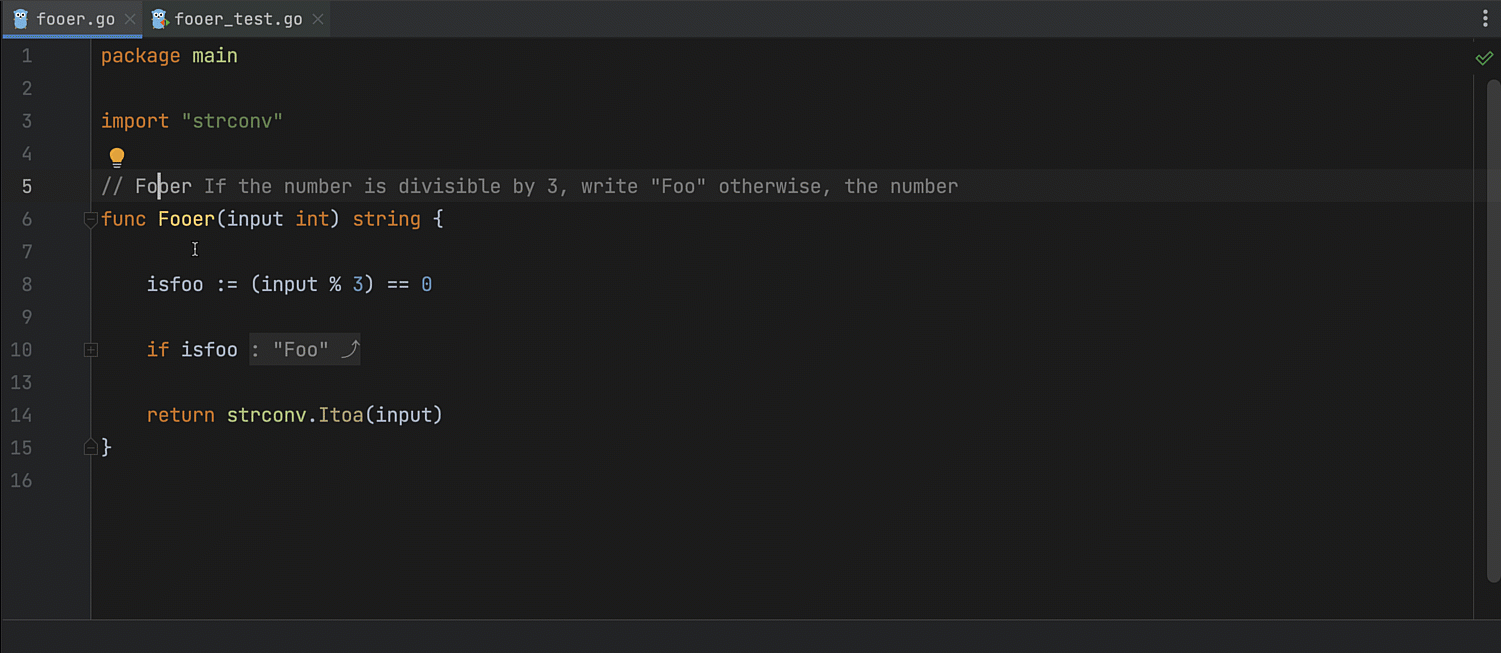 fooer.go fooer_test.go
1 package main
2
3 import "strconv"
4
5 // Fooer If the number is divisible by 3, write "Foo" otherwise, the number
6 func Fooer(input int) string {
7
8 isfoo := (input % 3) == 0
9
10 if isfoo : "Foo"
13
14 return strconv.Itoa(input)
15 }
16